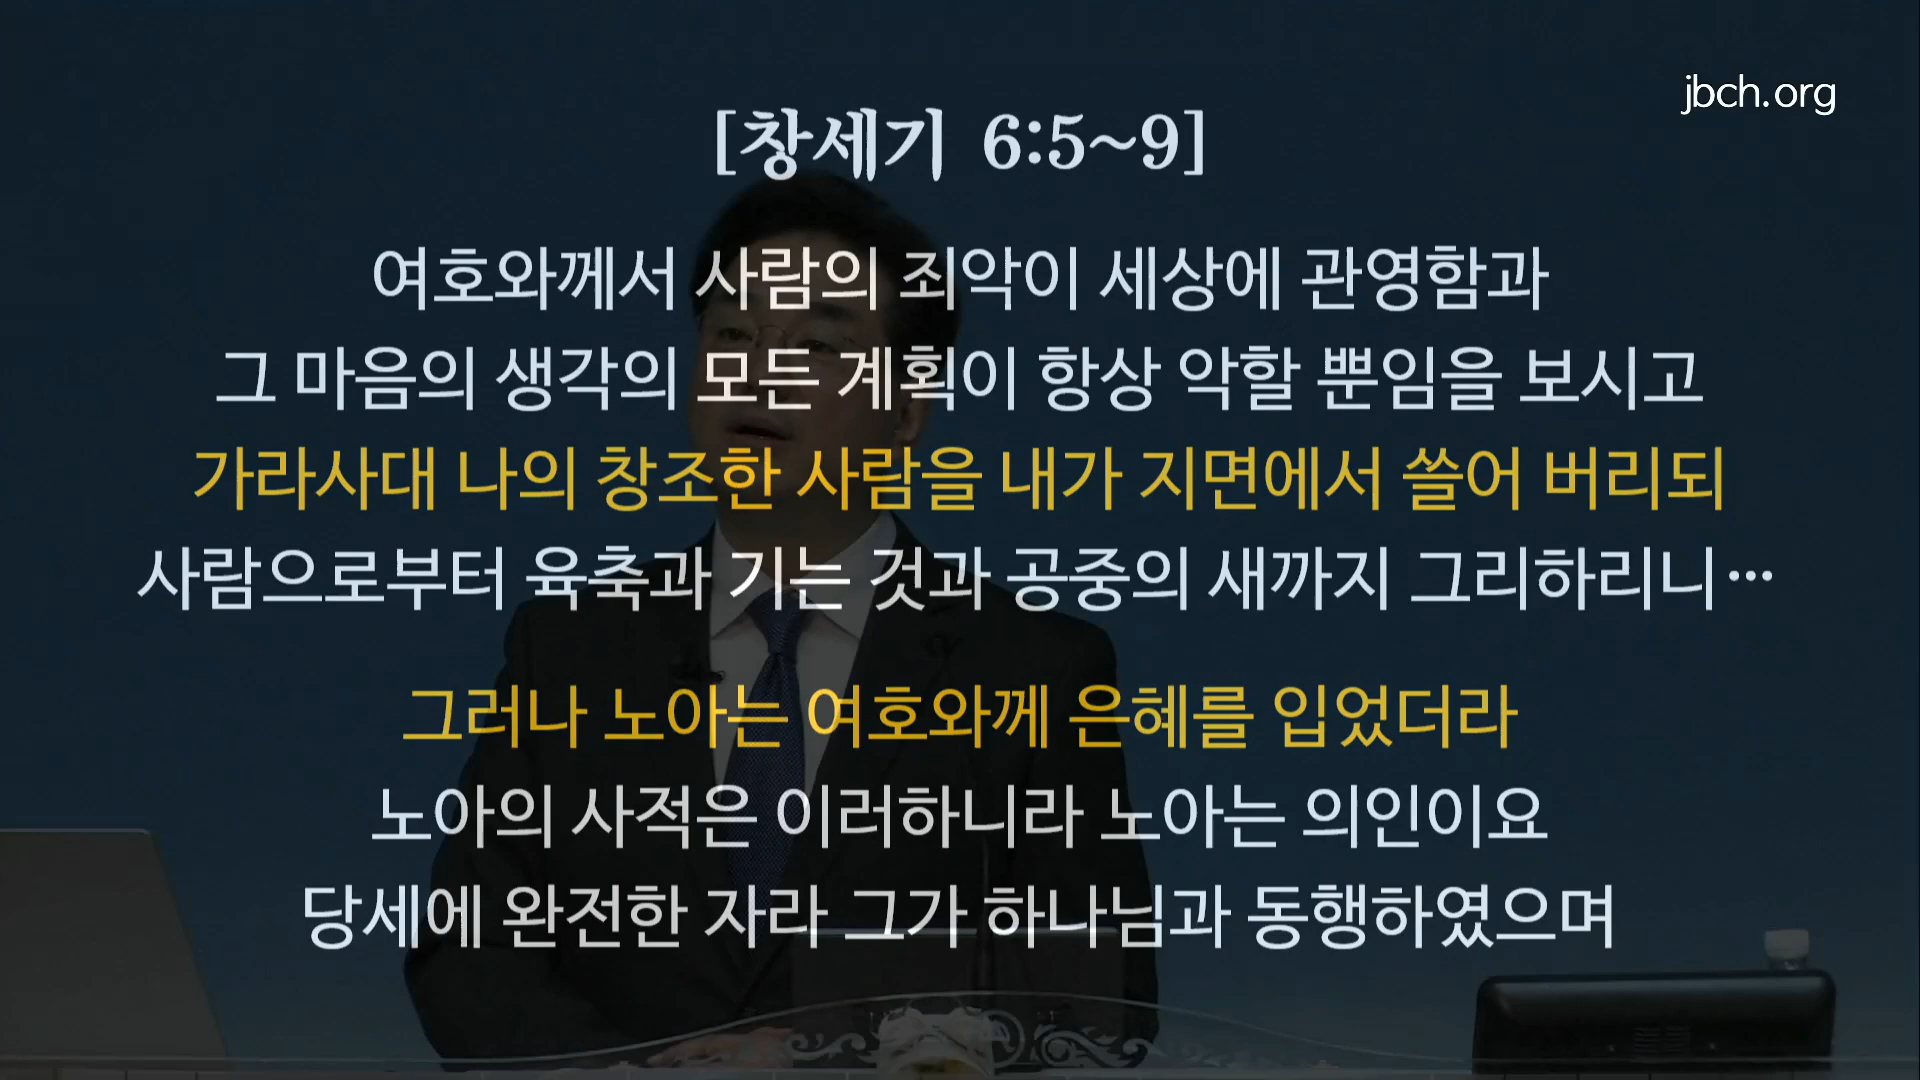 jbch.org
[창세기 6:5~9]
여호와께서 사람의 죄악이 세상에 관영함과
그 마음의 생각의 모든 계획이 항상 악할 뿐임을 보시고
가라사대 나의 창조한 사람을 내가 지면에서 쓸어 버리되
사람으로부터 육축과 기는 것과 공중의 새까지 그리하리니…
그러나 노아는 여호와께 은혜를 입었더라
노아의 사적은 이러하니라 노아는 의인이요
당세에 완전한 자라 그가 하나님과 동행하였으며